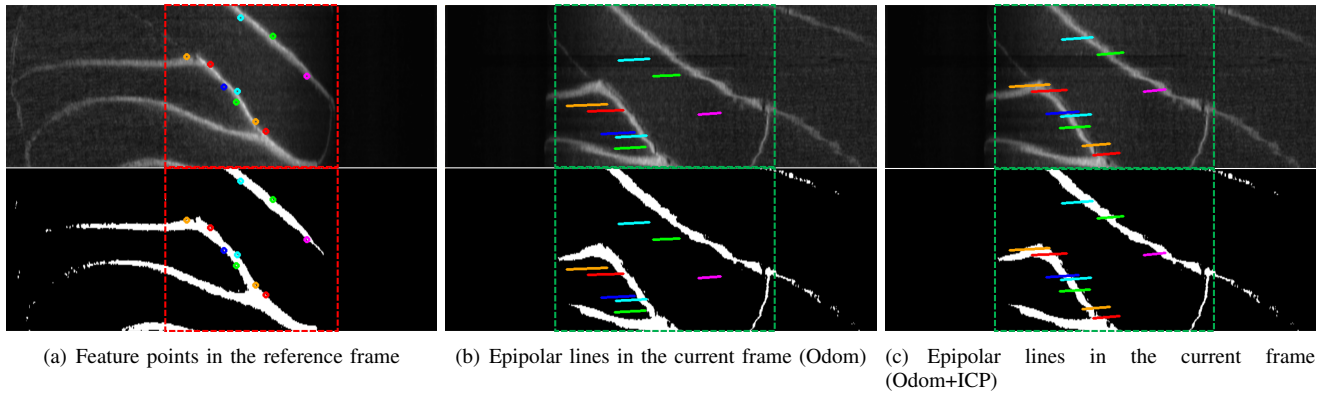 (a) Feature points in the reference frame
(b) Epipolar lines in the current frame (Odom)
(c) Epipolar lines in the current frame
(Odom+ICP)